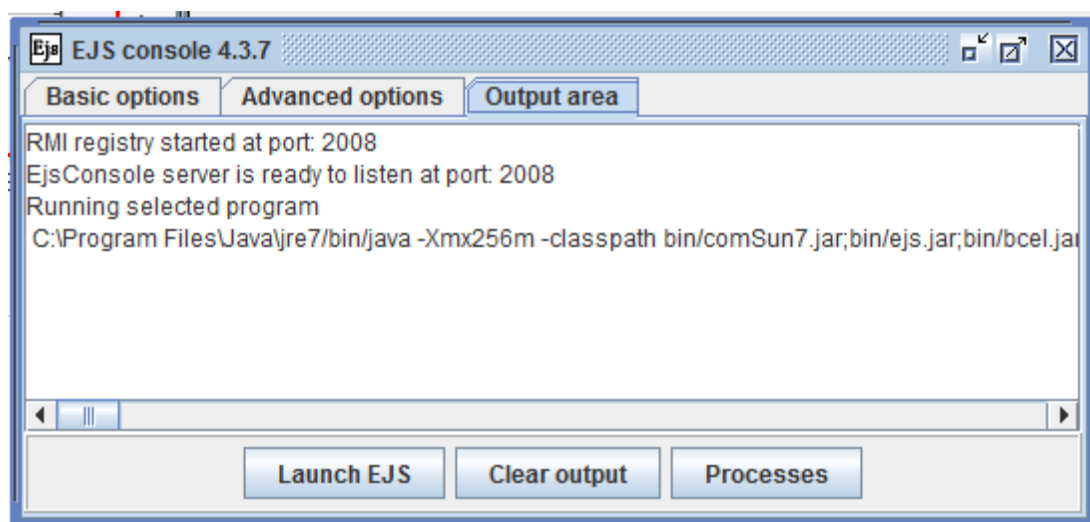 Ejs EJS console 4.3.7
Basic options Advanced options Output area
RMI registry started at port: 2008
EjsConsole server is ready to listen at port: 2008
Running selected program
C:\Program Files\Java\jre7/bin/java -Xmx256m -classpath bin/comSun7.jar;bin/ejs.jar;bin/bcel.jar
Launch EJS Clear output Processes